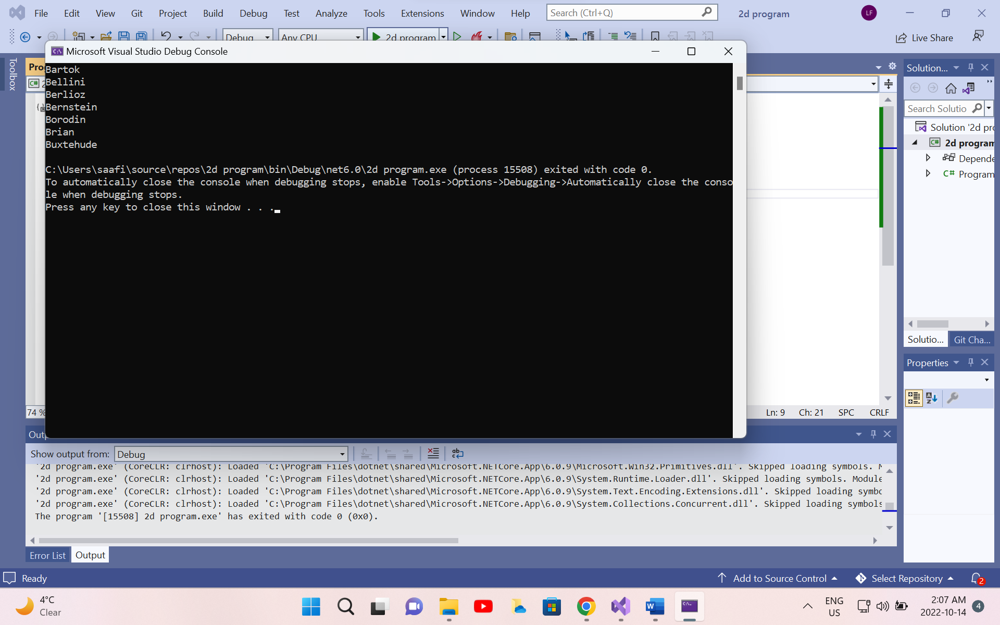 File Edit View Git Project Build Debug Test Analyze Tools Extensions Window Help Search (Ctrl+Q) 2d program LF
Debug Any CPU 2d program Live Share
Microsoft Visual Studio Debug Console
Toolbox
Bartok
Bellini
Berlioz
Bernstein
Borodin
Brian
Buxtehude
C:\Users\saafi\source\repos\2d program\bin\Debug\net6.0\2d program.exe (process 15508) exited with code 0.
To automatically close the console when debugging stops, enable Tools->Options->Debugging->Automatically close the conso
le when debugging stops.
Press any key to close this window . . .
Solution...
Search Solutio
Solution '2d pro
2d program
Depende
C# Program
Solutio... Git Cha...
Properties
74 %
Ln: 9 Ch: 21 SPC CRLF
Outp
Show output from: Debug
'2d program.exe' (CoreCLR: clrhost): Loaded 'C:\Program Files\dotnet\shared\Microsoft.NETCore.App\6.0.9\Microsoft.Win32.Primitives.dll'. Skipped loading symbols. M
'2d program.exe' (CoreCLR: clrhost): Loaded 'C:\Program Files\dotnet\shared\Microsoft.NETCore.App\6.0.9\System.Runtime.Loader.dll'. Skipped loading symbols. Module
'2d program.exe' (CoreCLR: clrhost): Loaded 'C:\Program Files\dotnet\shared\Microsoft.NETCore.App\6.0.9\System.Text.Encoding.Extensions.dll'. Skipped loading symbo
'2d program.exe' (CoreCLR: clrhost): Loaded 'C:\Program Files\dotnet\shared\Microsoft.NETCore.App\6.0.9\System.Collections.Concurrent.dll'. Skipped loading symbols
The program '[15508] 2d program.exe' has exited with code 0 (0x0).
Error List Output
Ready Add to Source Control Select Repository 2
4°C
Clear
ENG
US
2:07 AM
2022-10-14
4